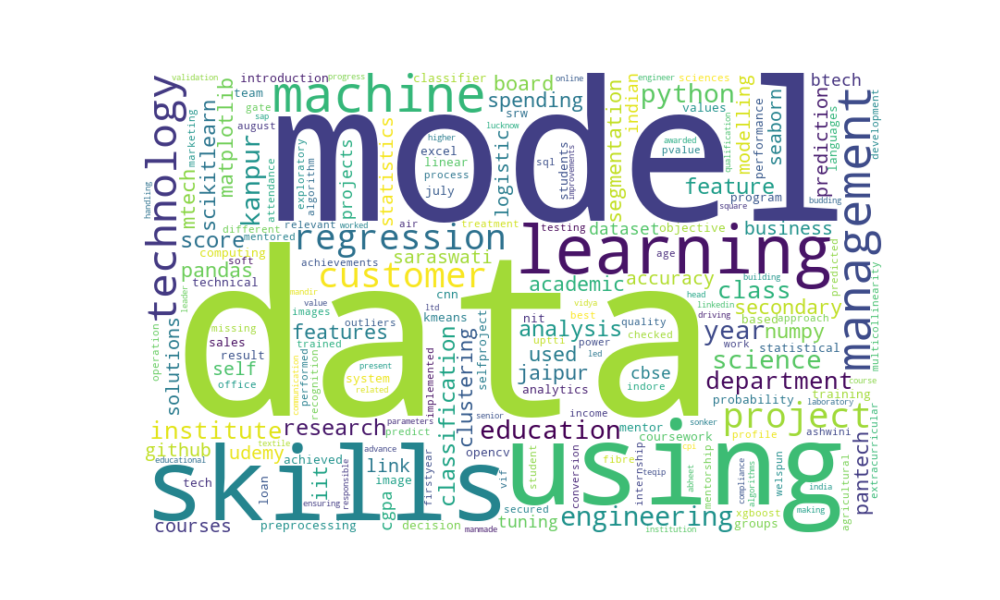 validation
progress
online
engineer
sciences
introduction
classifier
board
btech
technology
team
machine
model
spending
python
indian
values
gate
sap
august
matplotlib
srw
lucknow
higher
excel
linear
process
sql
students
improvements
awarded
pvalue
qualification
performance
modelling
prediction
seaborn
languages
development
management
marketing
handling
mtech
scikitlearn
kanpur
attendance
exploratory
algorithm
projects
statistics
july
logistic
segmentation
feature
program
square
budding
different
relevant
worked
air
treatment
testing
dataset
objective
business
score
mentored
regression
learning
computing
soft
achievements
saraswati
age
predicted
pandas
technical
customer
academic
accuracy
class
building
linkedin
driving
multicollinearity
leader
mandir
value
images
ltd
cnn
kmeans
vidya
best
nit
head
secondary
based
approach
missing
outliers
features
trained
data
uptti
power
analysis
quality
checked
year
numpy
solutions
operation
sales
result
self
office
performed
recognition
communication
present
system
related
implemented
classification
clustering
selfproject
used
led
jaipur
analytics
cbse
indore
work
statistical
science
department
course
training
probability
laboratory
institute
research
parameters
senior
income
mentor
sonker
project
ashwini
github
textile
predict
education
coursework
profile
cpi
extracurricular
udemy
educational
advance
achieved
link
opencv
student
fibre
skills
using
tech
loan
ensuring
iit
responsible
image
cgpa
firstyear
vif
conversion
internship
teqip
abheet
mentorship
compliance
algorithms
welspun
india
pantech
agricultural
secured
xgboost
making
courses
preprocessing
decision
manmade
tuning
engineering
institution
groups